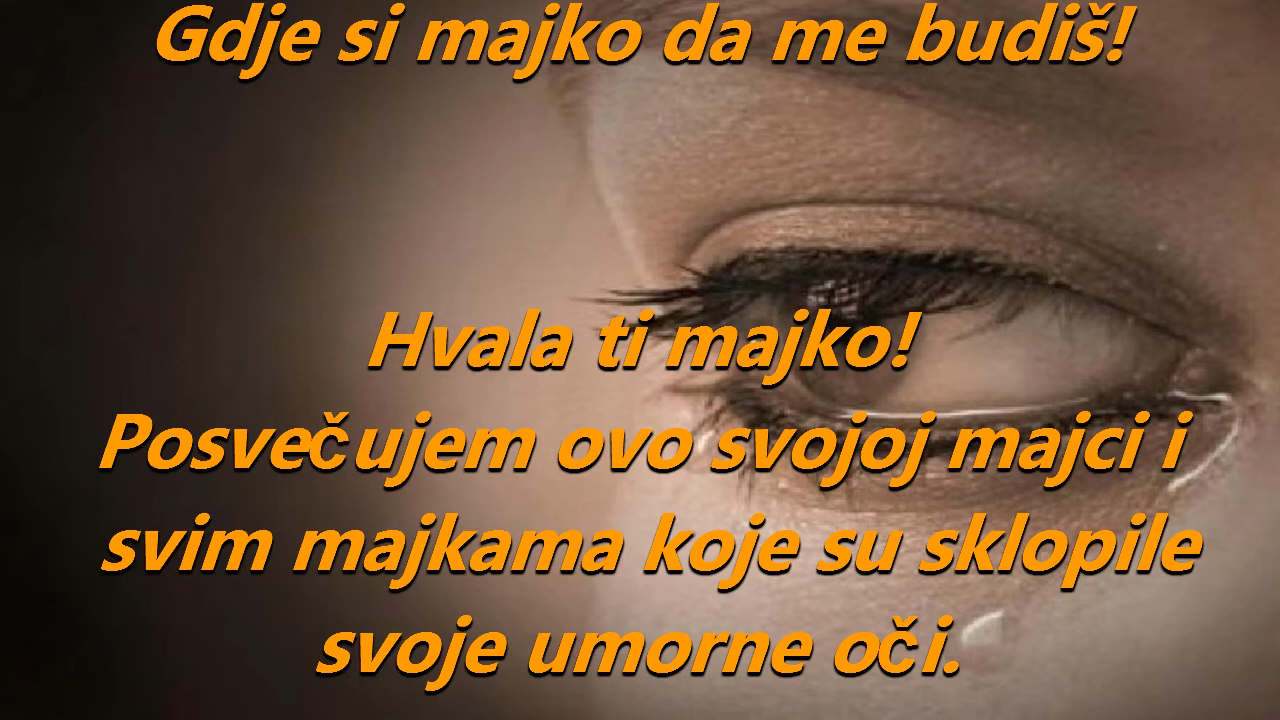 Gdje si majko da me budiš!
Hvala ti majko!
Posvečujem ovo svojoj majci i
svim majkama koje su sklopile
svoje umorne oči.